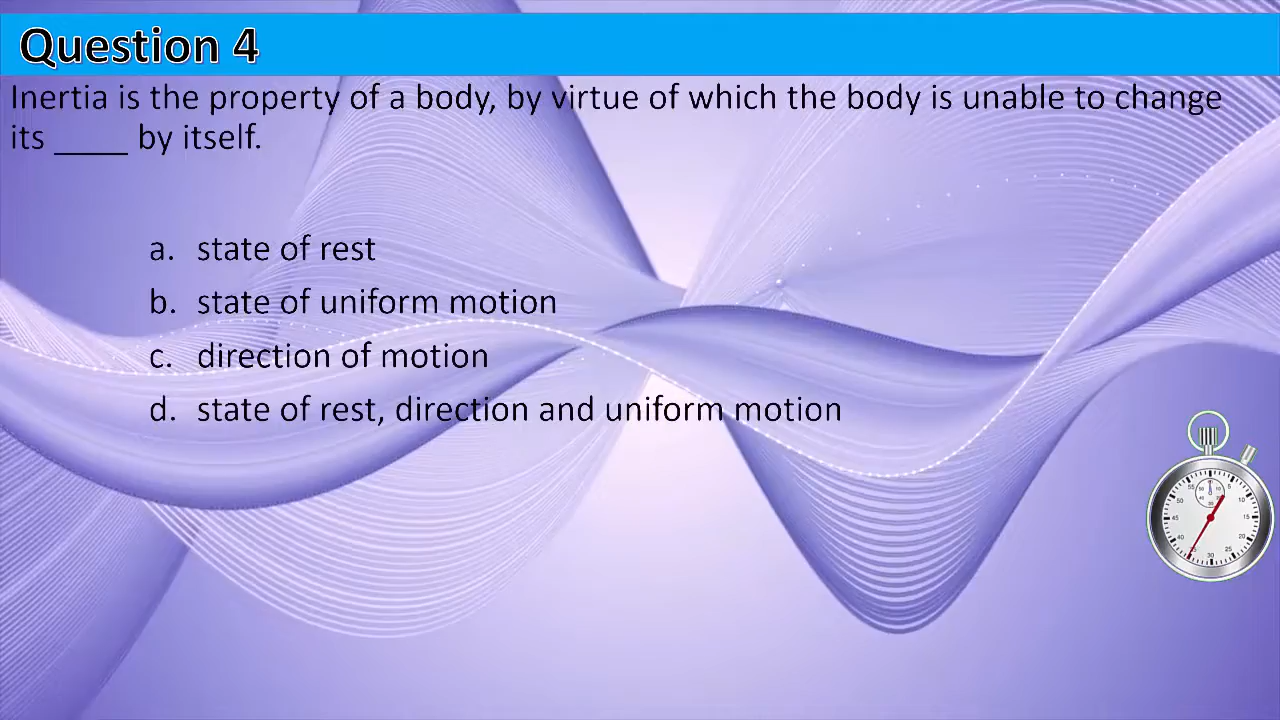 Question 4
Inertia is the property of a body, by virtue of which the body is unable to change
its ____ by itself.
a. state of rest
b. state of uniform motion
c. direction of motion
d. state of rest, direction and uniform motion